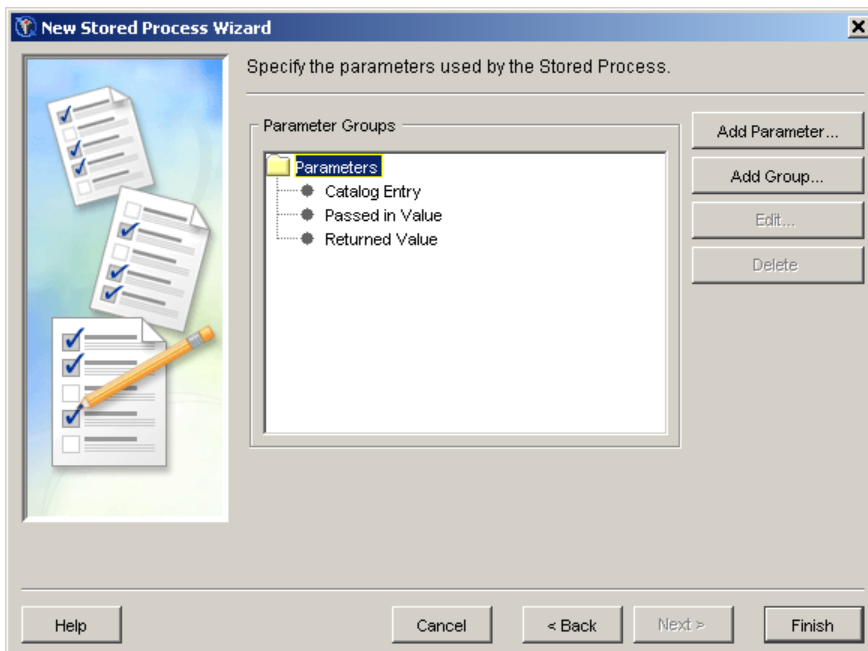 New Stored Process Wizard
Specify the parameters used by the Stored Process.
Parameter Groups
Parameters
Catalog Entry
Passed in Value
Returned Value
Add Parameter...
Add Group...
Edit...
Delete
Help
Cancel
< Back
Next >
Finish